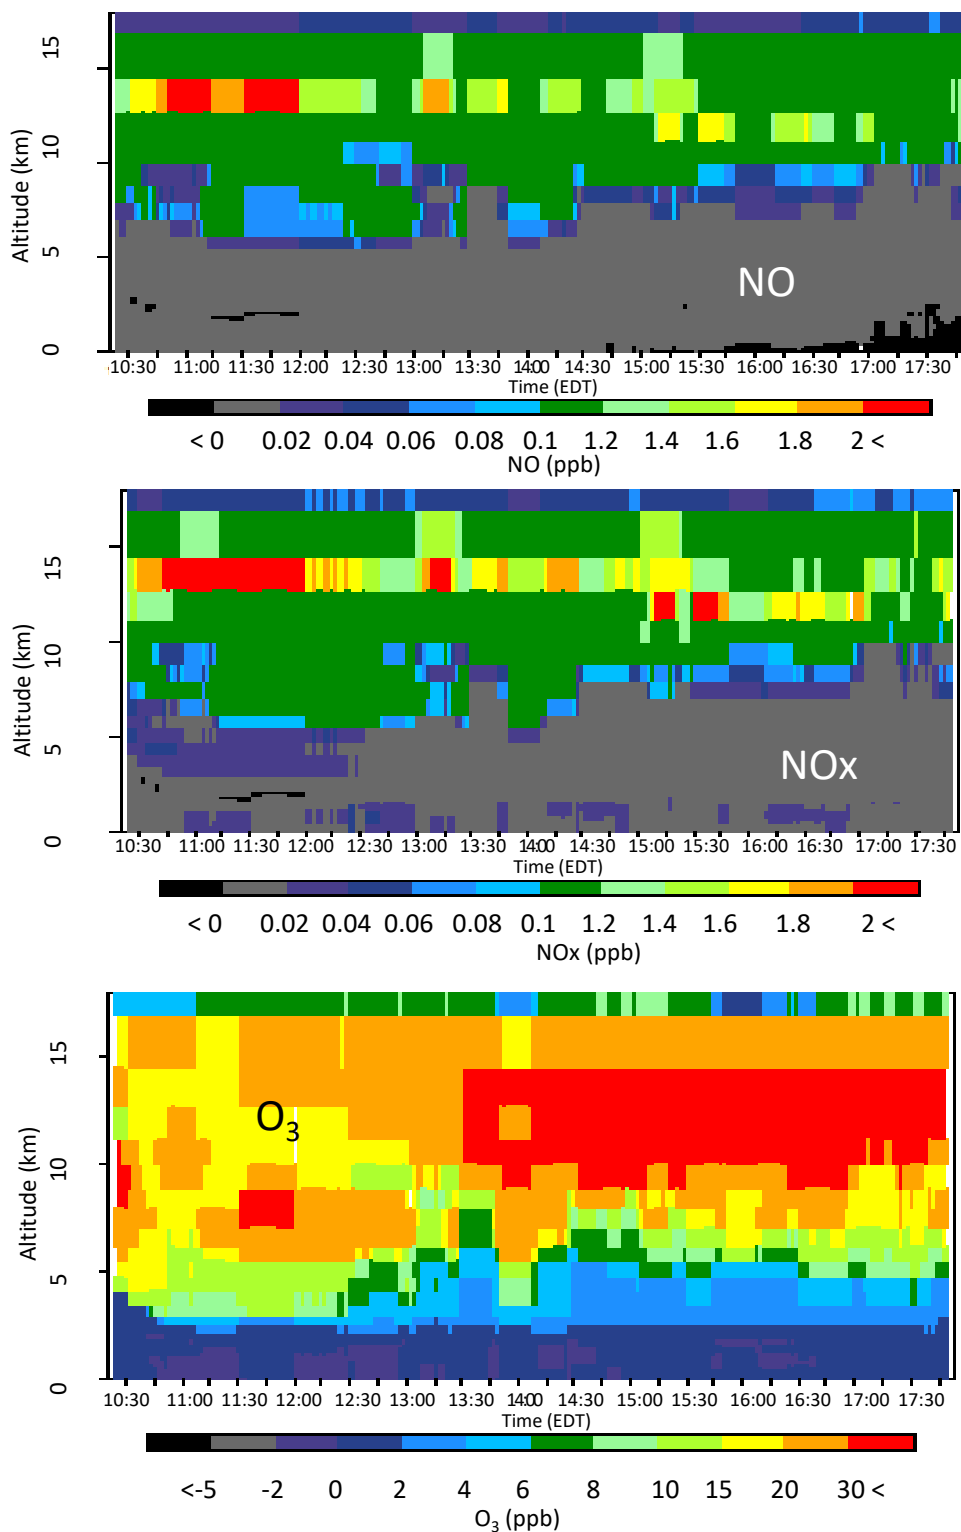 15
10
5
0
Altitude (km)
NO
10:30 11:00 11:30 12:00 12:30 13:00 13:30 14:00 14:30 15:00 15:30 16:00 16:30 17:00 17:30
Time (EDT)
< 0 0.02 0.04 0.06 0.08 0.1 1.2 1.4 1.6 1.8 2 <
NO (ppb)
15
10
5
0
Altitude (km)
NOx
10:30 11:00 11:30 12:00 12:30 13:00 13:30 14:00 14:30 15:00 15:30 16:00 16:30 17:00 17:30
Time (EDT)
< 0 0.02 0.04 0.06 0.08 0.1 1.2 1.4 1.6 1.8 2 <
NOx (ppb)
15
10
5
0
Altitude (km)
O3
10:30 11:00 11:30 12:00 12:30 13:00 13:30 14:00 14:30 15:00 15:30 16:00 16:30 17:00 17:30
Time (EDT)
<-5 -2 0 2 4 6 8 10 15 20 30 <
O3 (ppb)